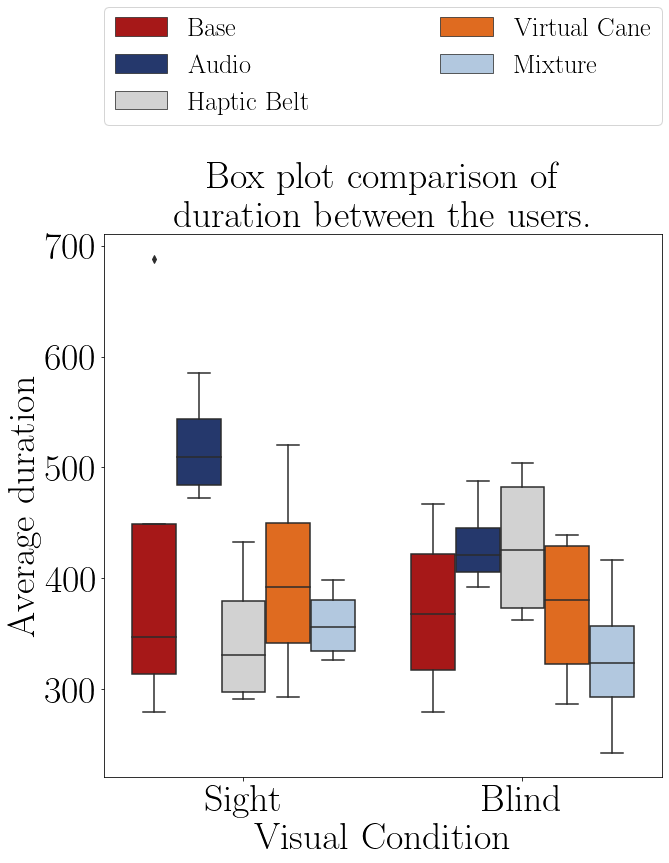 Base
Audio
Haptic Belt
Virtual Cane
Mixture
Box plot comparison of
duration between the users.
700
600
500
400
300
Average duration
Sight
Blind
Visual Condition